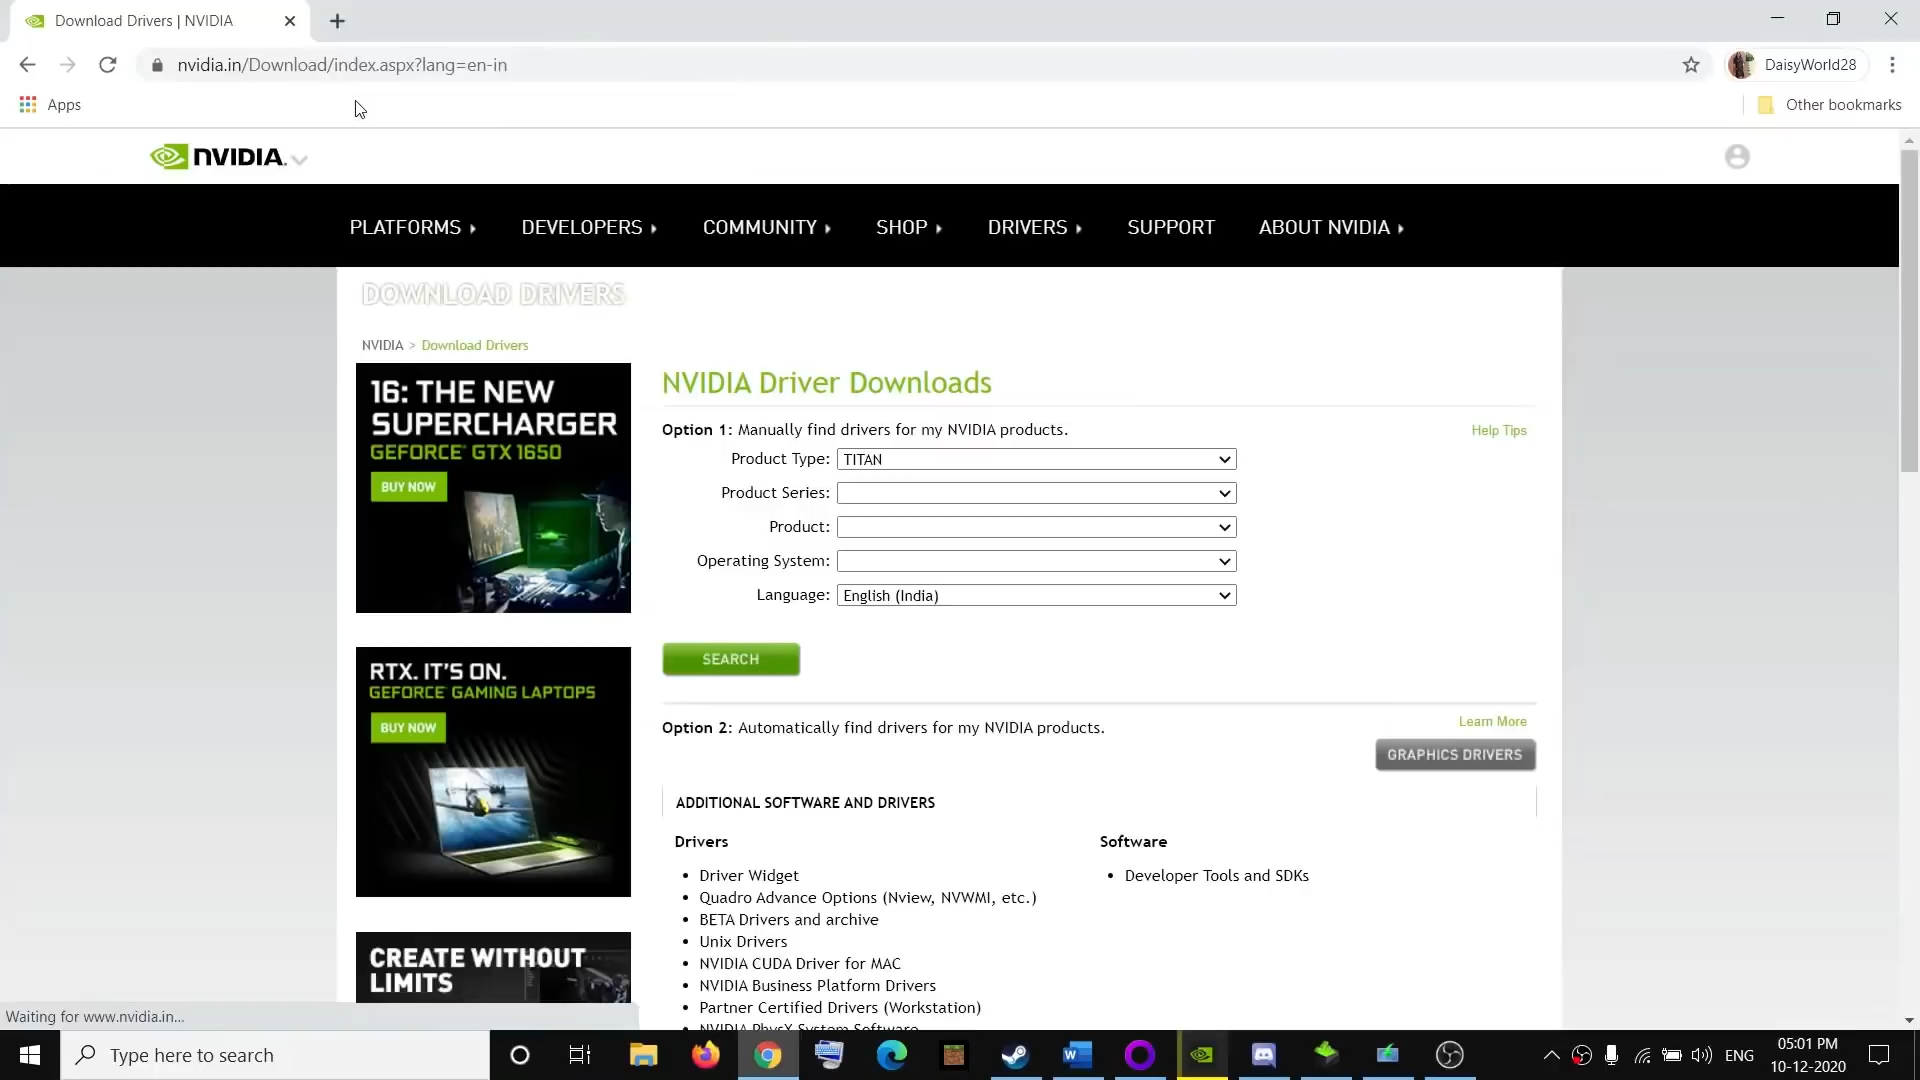 Download Drivers | NVIDIA
nvidia.in/Download/index.aspx?lang=en-in
DaisyWorld28
Apps
Other bookmarks
NVIDIA.
PLATFORMS
DEVELOPERS
COMMUNITY
SHOP
DRIVERS
SUPPORT
ABOUT NVIDIA
DOWNLOAD DRIVERS
NVIDIA > Download Drivers
16: THE NEW
SUPERCHARGER
GEFORCE® GTX 1650
BUY NOW
RTX. IT'S ON.
GEFORCE® GAMING LAPTOPS
BUY NOW
CREATE WITHOUT
LIMITS
NVIDIA Driver Downloads
Option 1: Manually find drivers for my NVIDIA products.
Help Tips
Product Type: TITAN
Product Series:
Product:
Operating System:
Language: English (India)
SEARCH
Option 2: Automatically find drivers for my NVIDIA products.
Learn More
GRAPHICS DRIVERS
ADDITIONAL SOFTWARE AND DRIVERS
Drivers
• Driver Widget
• Quadro Advance Options (Nview, NVWMI, etc.)
• BETA Drivers and archive
• Unix Drivers
• NVIDIA CUDA Driver for MAC
• NVIDIA Business Platform Drivers
• Partner Certified Drivers (Workstation)
• NVIDIA PhysX System Software
Software
• Developer Tools and SDKs
Waiting for www.nvidia.in...
Type here to search
ENG
05:01 PM
10-12-2020